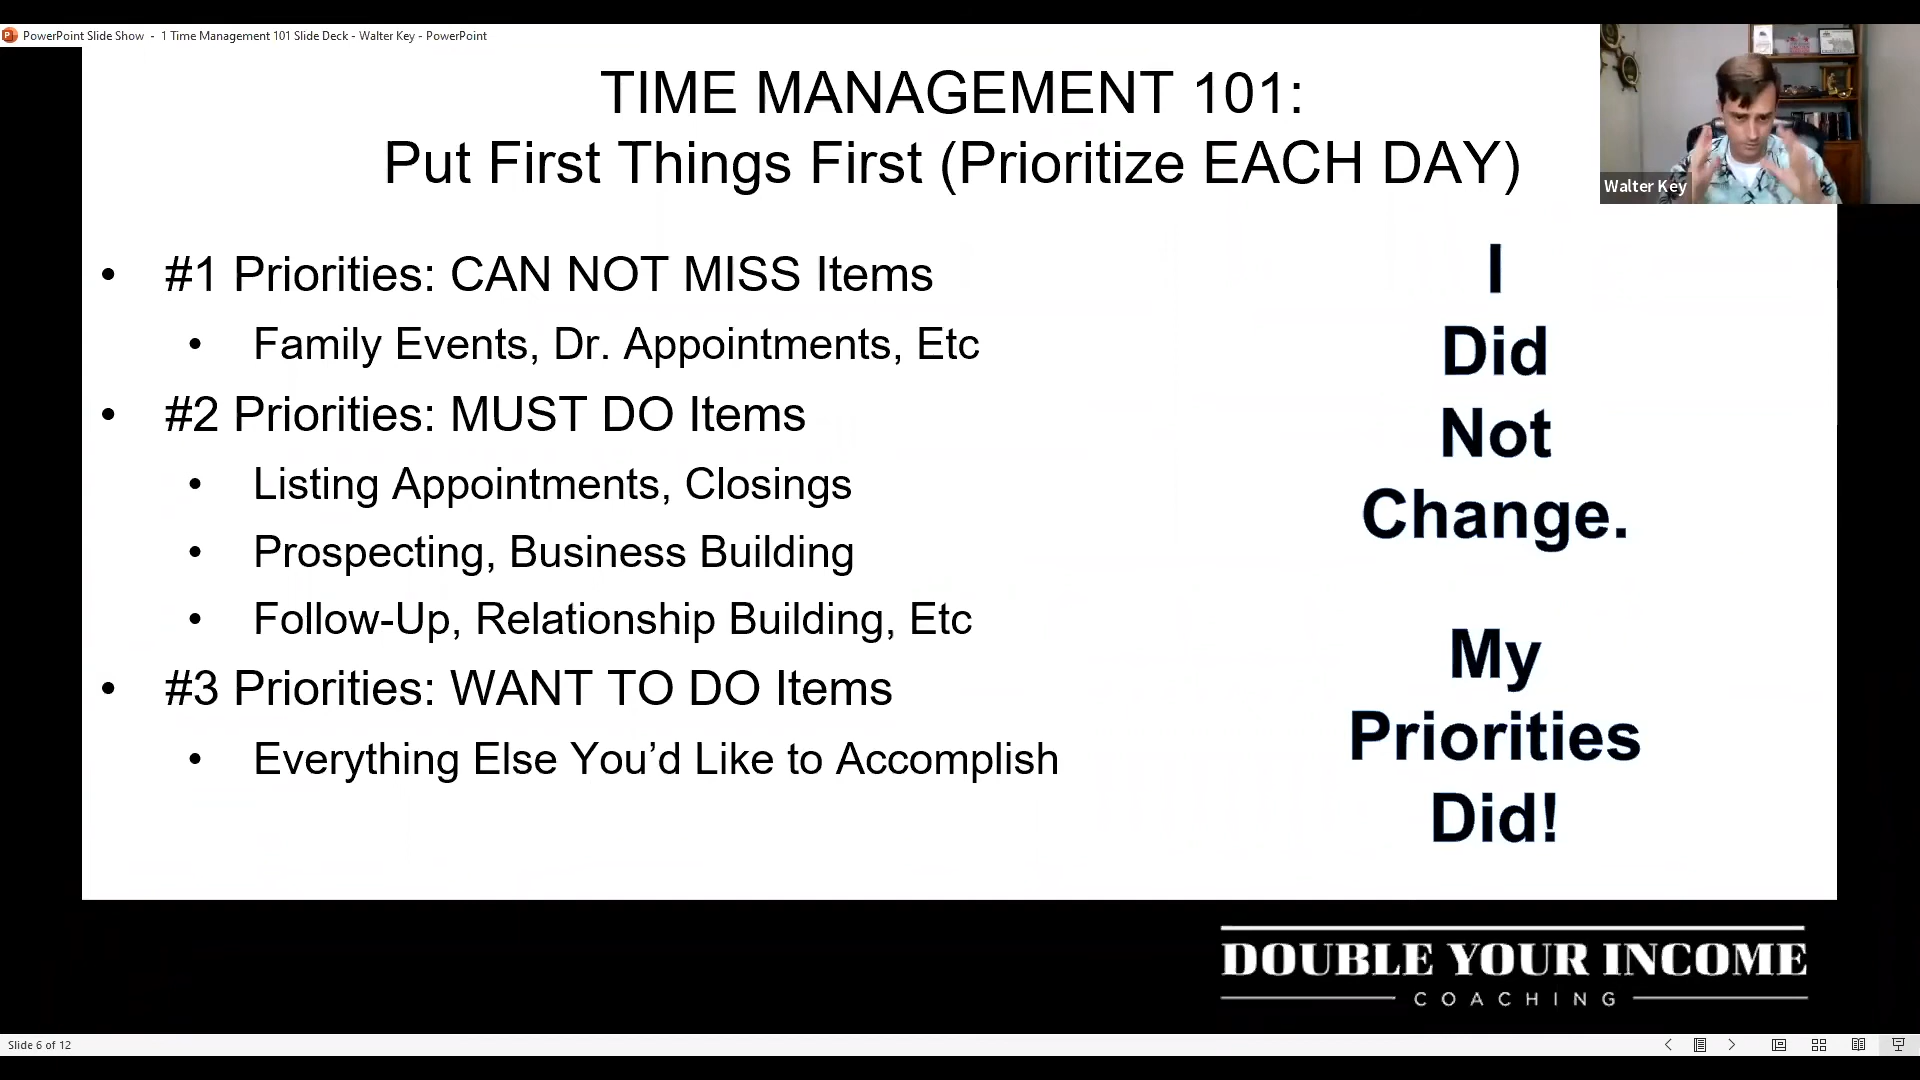 PowerPoint Slide Show - 1 Time Management 101 Slide Deck - Walter Key - PowerPoint
TIME MANAGEMENT 101:
Put First Things First (Prioritize EACH DAY)
Walter Key
• #1 Priorities: CAN NOT MISS Items
• Family Events, Dr. Appointments, Etc
• #2 Priorities: MUST DO Items
• Listing Appointments, Closings
• Prospecting, Business Building
• Follow-Up, Relationship Building, Etc
• #3 Priorities: WANT TO DO Items
• Everything Else You’d Like to Accomplish
I
Did
Not
Change.
My
Priorities
Did!
DOUBLE YOUR INCOME
COACHING
Slide 6 of 12